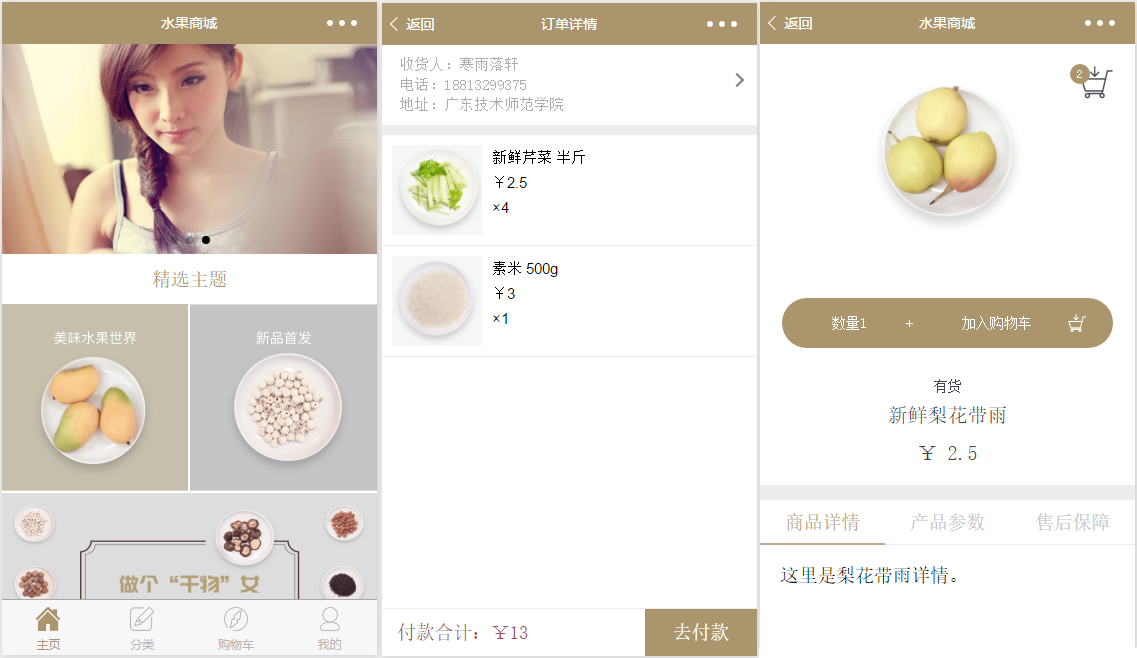 水果商城
精选主题
美味水果世界
新品首发
做个“干物”女
主页
分类
购物车
我的
返回
订单详情
收货人：寒雨落轩
电话：18813299375
地址：广东技术师范学院
新鲜芹菜 半斤
￥2.5
×4
素米 500g
￥3
×1
付款合计：￥13
去付款
返回
水果商城
2
数量1 + 加入购物车
有货
新鲜梨花带雨
￥ 2.5
商品详情 产品参数 售后保障
这里是梨花带雨详情。